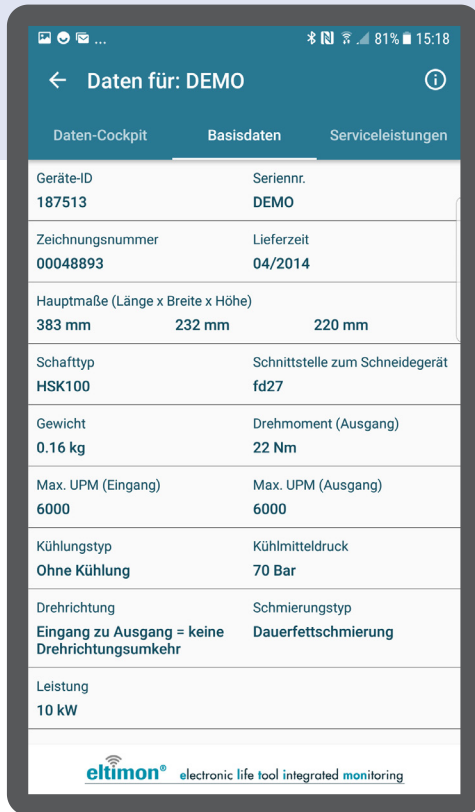 ... 81% 15:18
Daten für: DEMO
Daten-Cockpit Basisdaten Serviceleistungen
Geräte-ID Seriennr.
187513 DEMO
Zeichnungsnummer Lieferzeit
00048893 04/2014
Hauptmaße (Länge x Breite x Höhe)
383 mm 232 mm 220 mm
Schafttyp Schnittstelle zum Schneidegerät
HSK100 fd27
Gewicht Drehmoment (Ausgang)
0.16 kg 22 Nm
Max. UPM (Eingang) Max. UPM (Ausgang)
6000 6000
Kühlungstyp Kühlmitteldruck
Ohne Kühlung 70 Bar
Drehrichtung Schmierungstyp
Eingang zu Ausgang = keine Dauerfettschmierung
Drehrichtungsumkehr
Leistung
10 kW
eltimon® electronic life tool integrated monitoring